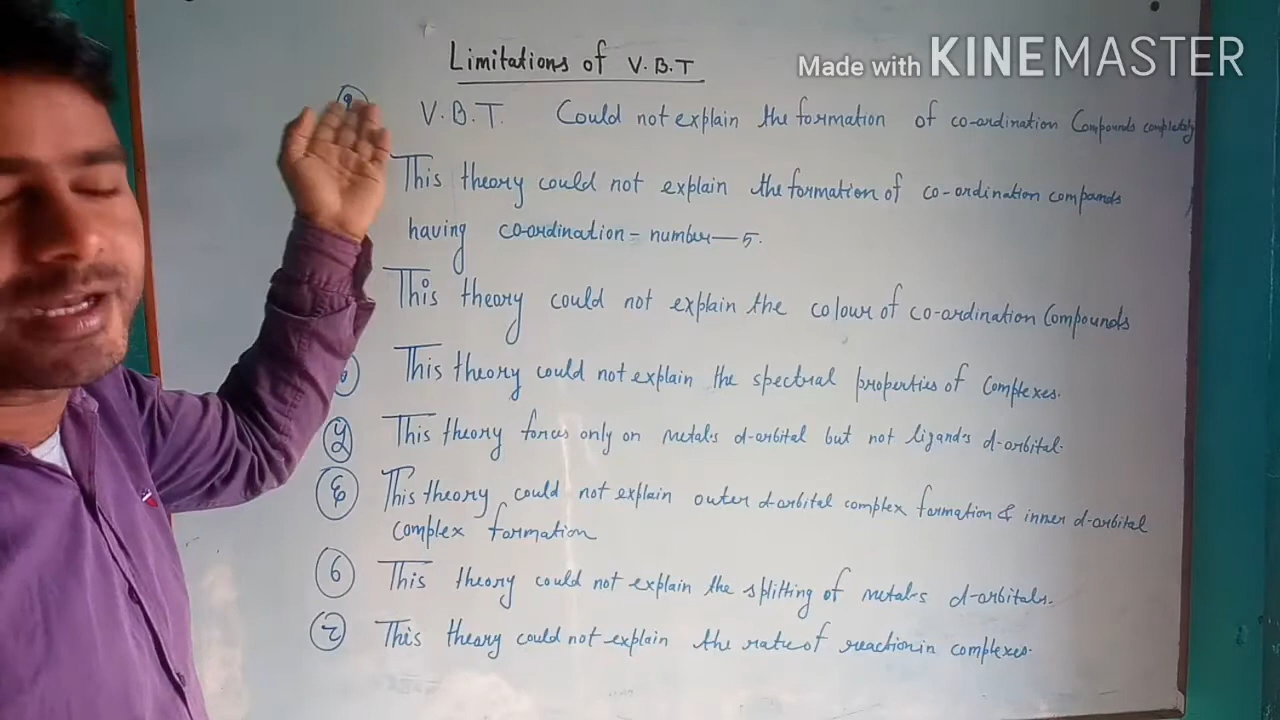 Limitations of V.B.T
Made with KINEMASTER
V.B.T. Could not explain the formation of co-ordination Compounds completely
This theory could not explain the formation of co-ordination compounds
having co-ordination-number-5.
This theory could not explain the colour of co-ordination Compounds
This theory could not explain the spectral properties of Complexes.
This theory only on metal-s d-orbital but not ligand-s d-orbital.
This theory could not explain outer d-orbital complex formation & inner d-orbital
complex formation
6 This theory could not explain the splitting of metal-s d-orbitals.
This theory could not explain the rate of reaction in complexes.